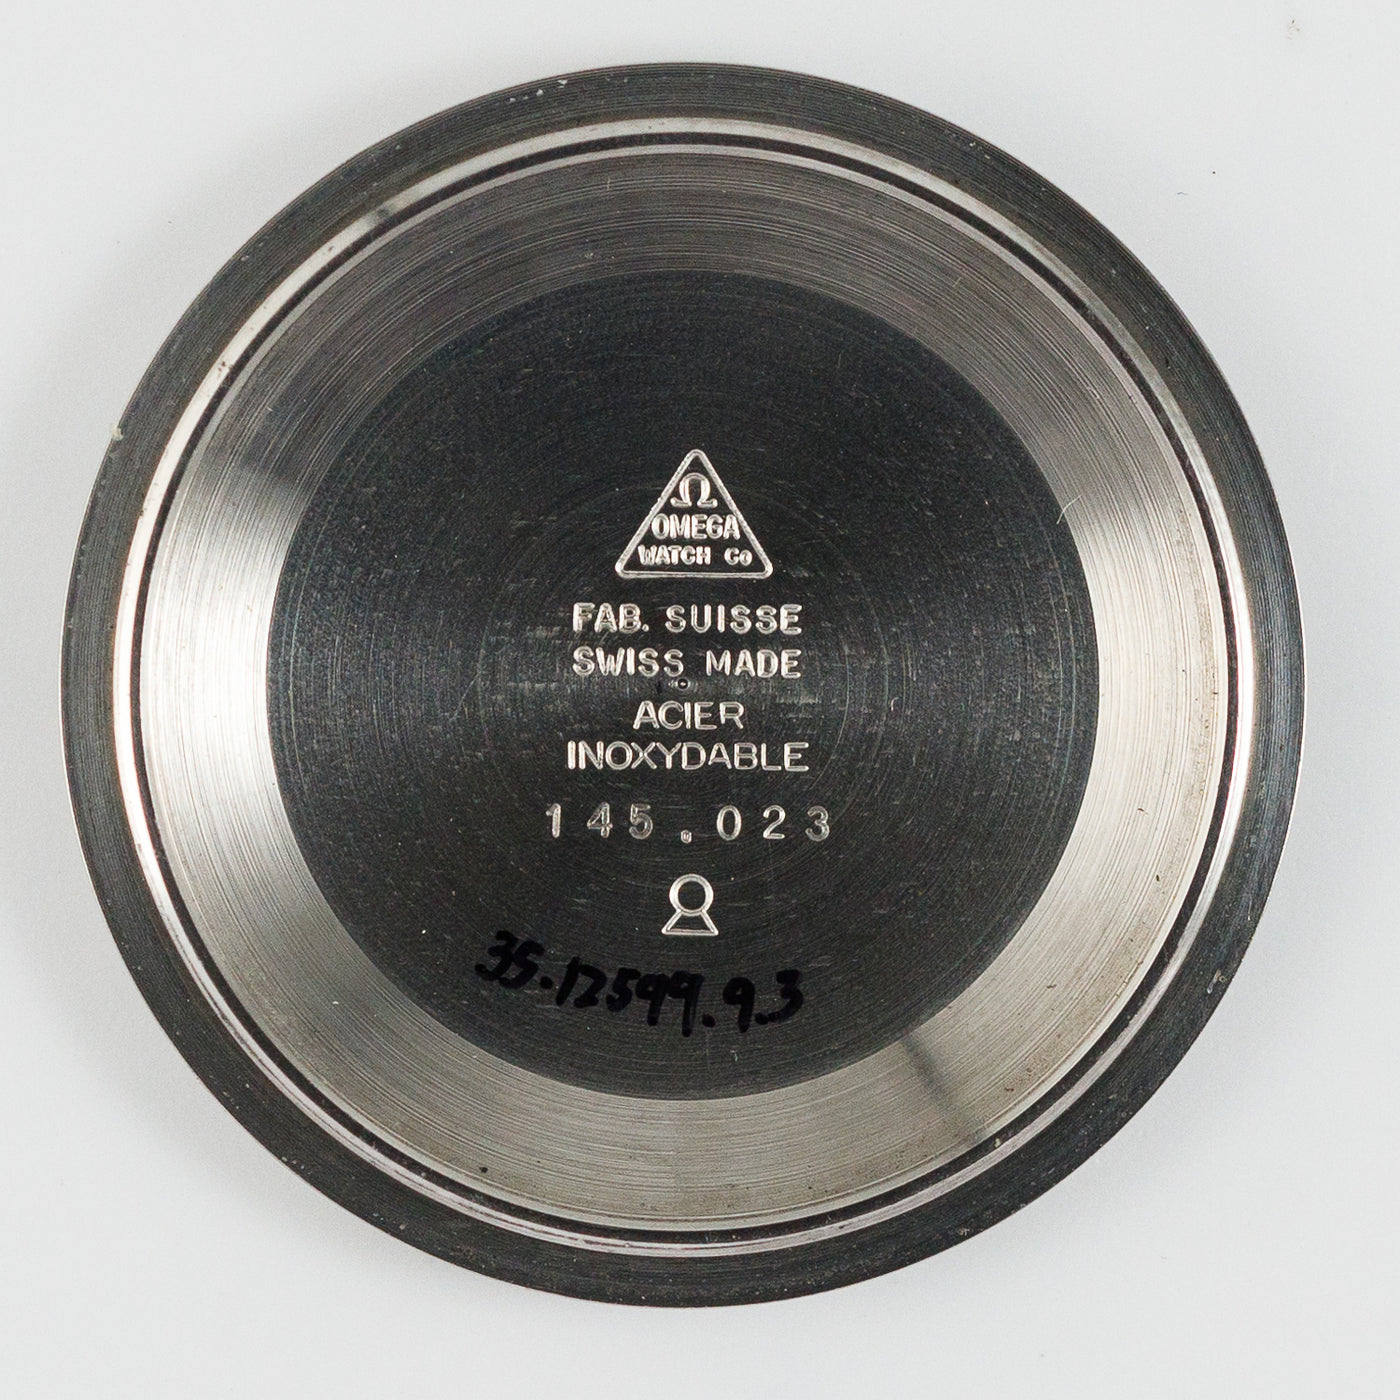 Ω
OMEGA
WATCH Co
FAB. SUISSE
SWISS MADE
ACIER
INOXYDABLE
145.023
35.12599.9.3